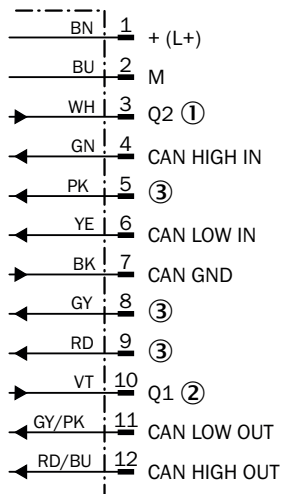 BN 1 + (L+)
BU 2 M
WH 3 Q2 ①
GN 4 CAN HIGH IN
PK 5 ③
YE 6 CAN LOW IN
BK 7 CAN GND
GY 8 ③
RD 9 ③
VT 10 Q1 ②
GY/PK 11 CAN LOW OUT
RD/BU 12 CAN HIGH OUT